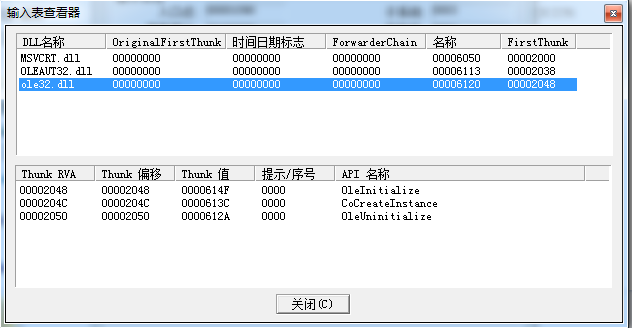 输入表查看器
DLL名称 OriginalFirstThunk 时间日期标志 ForwarderChain 名称 FirstThunk
MSVCRT.dll 00000000 00000000 00000000 00006050 00002000
OLEAUT32.dll 00000000 00000000 00000000 00006113 00002038
ole32.dll 00000000 00000000 00000000 00006120 00002048
Thunk RVA Thunk 偏移 Thunk 值 提示/序号 API 名称
00002048 00002048 0000614F 0000 OleInitialize
0000204C 0000204C 0000613C 0000 CoCreateInstance
00002050 00002050 0000612A 0000 OleUninitialize
关闭(C)